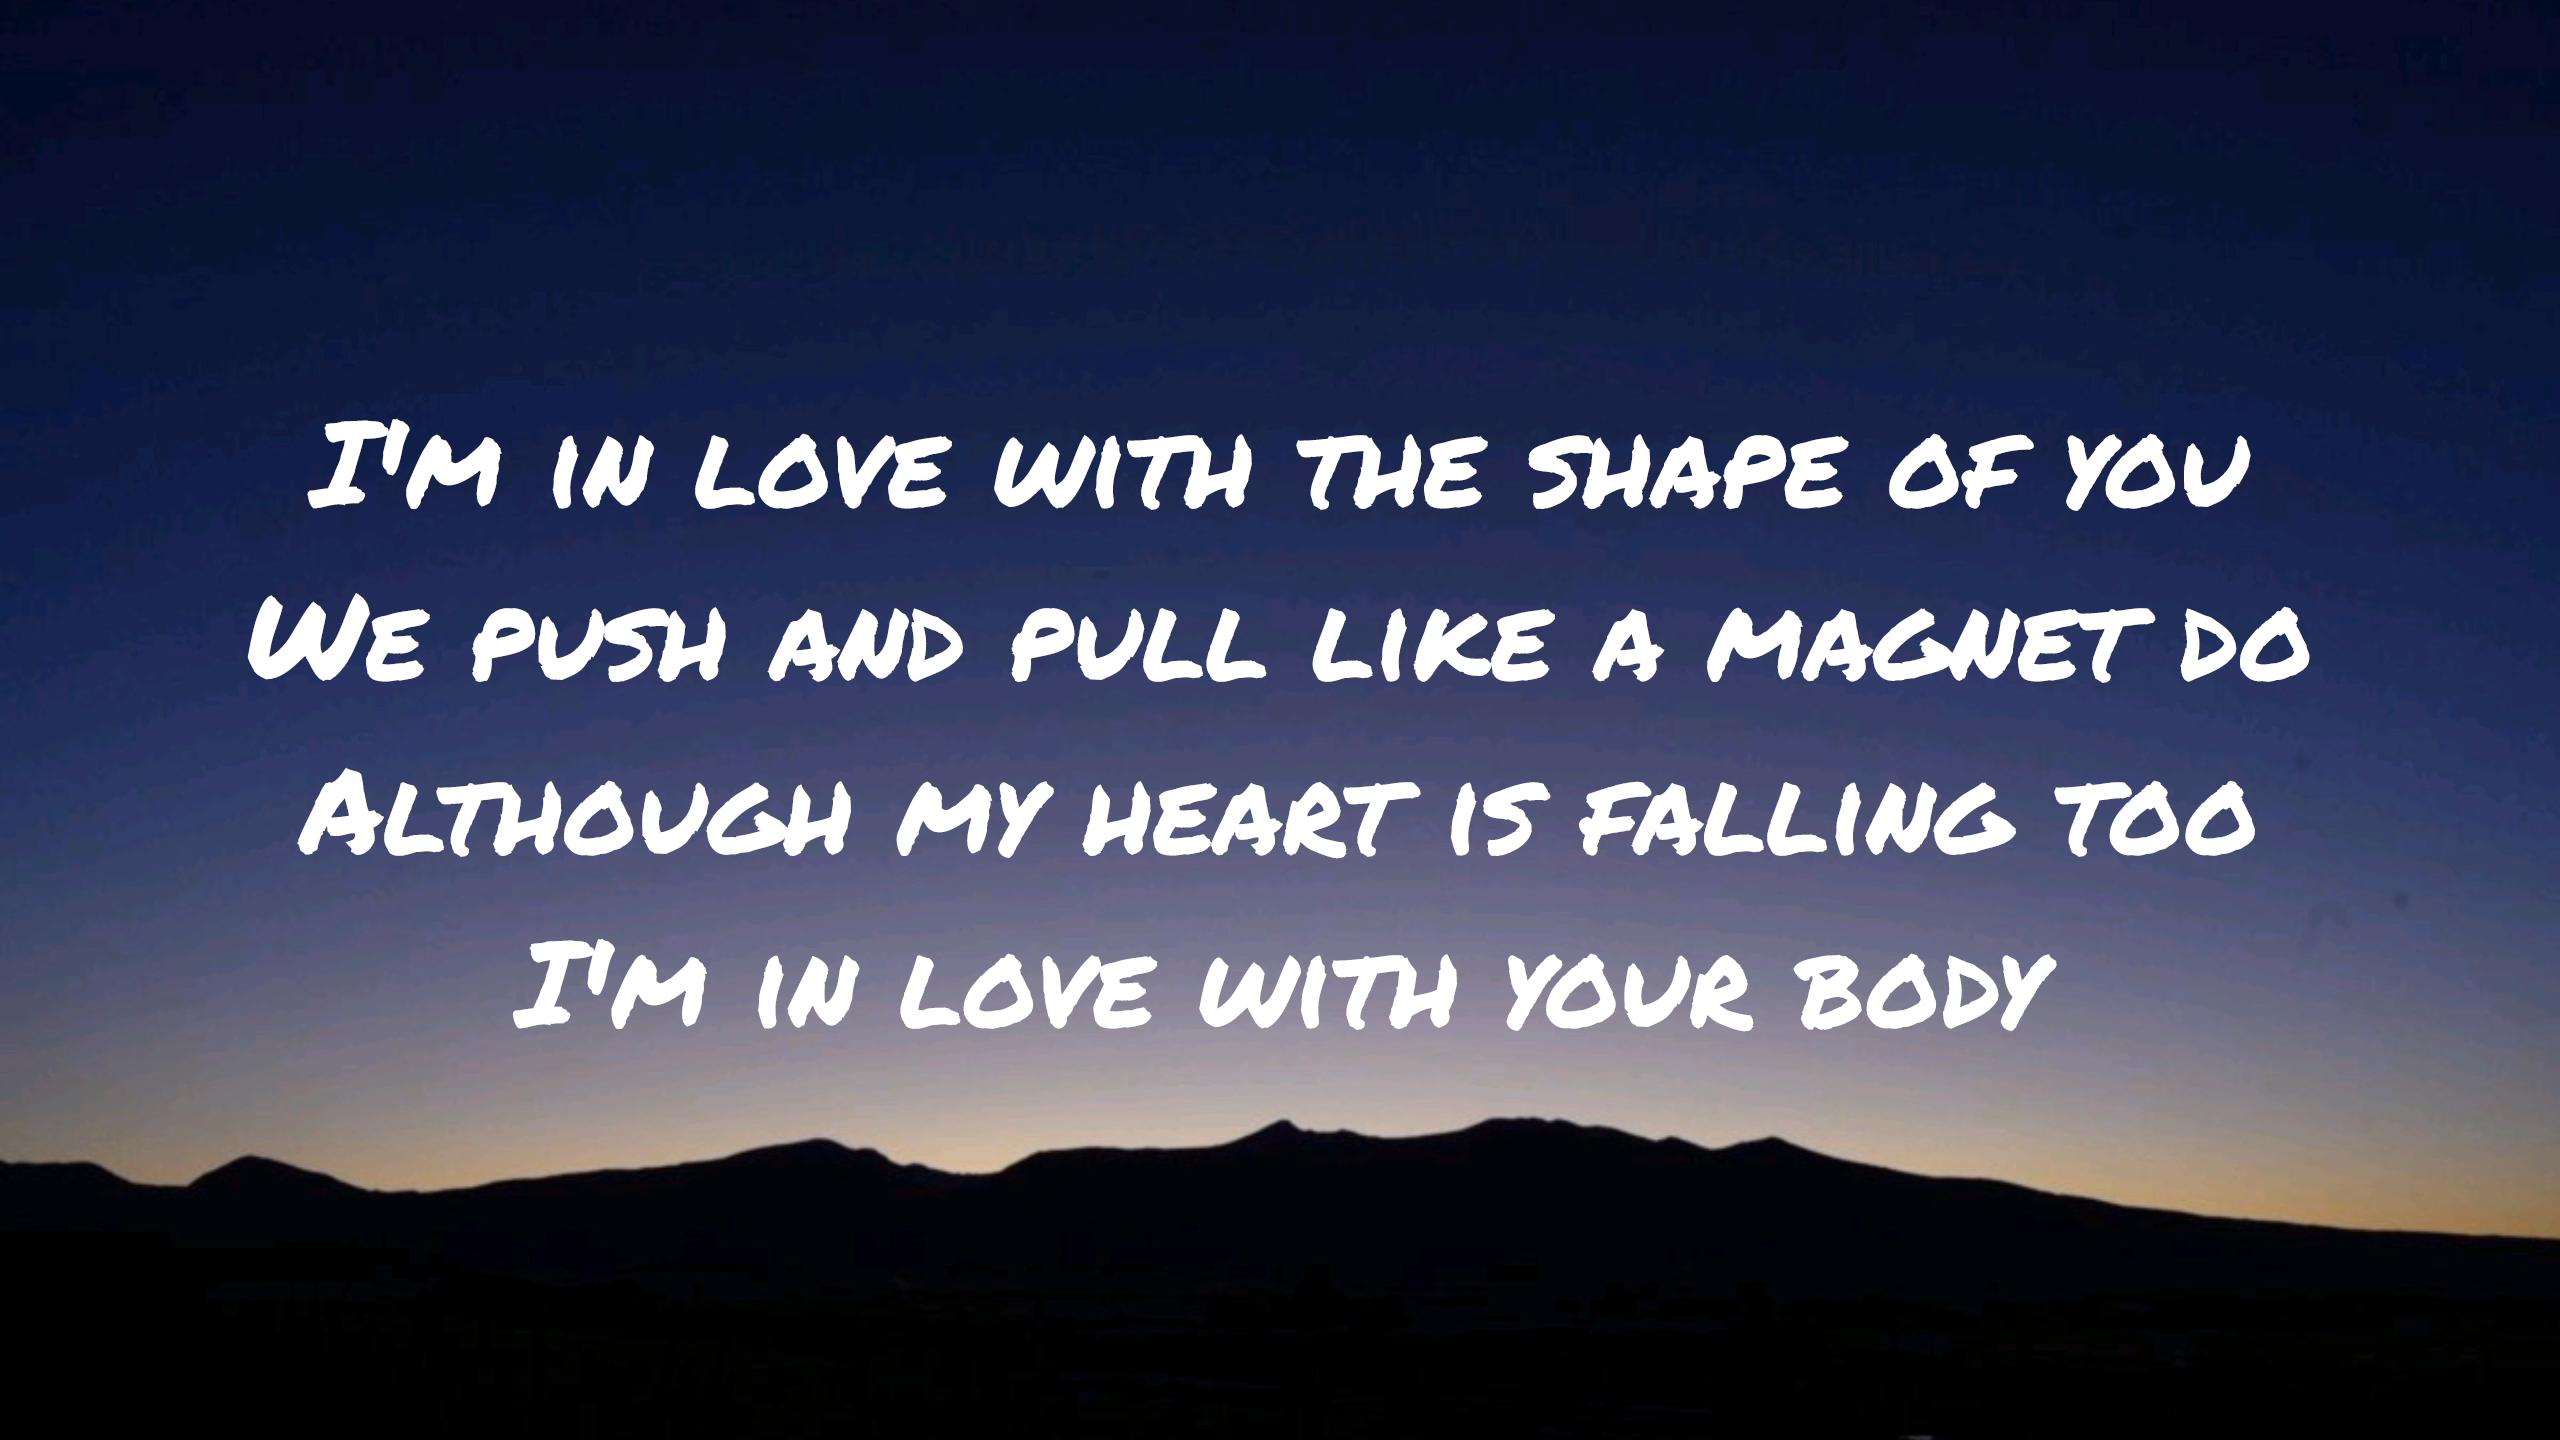 I'm in love with the shape of you
We push and pull like a magnet do
Although my heart is falling too
I'm in love with your body